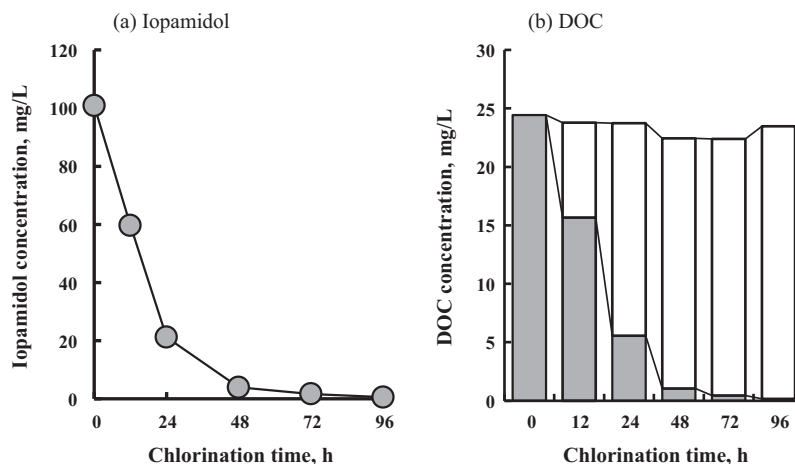 (a) Iopamidol
Iopamidol concentration, mg/L
120
100
80
60
40
20
0
0 24 48 72 96
Chlorination time, h
(b) DOC
DOC concentration, mg/L
30
25
20
15
10
5
0
0 12 24 48 72 96
Chlorination time, h